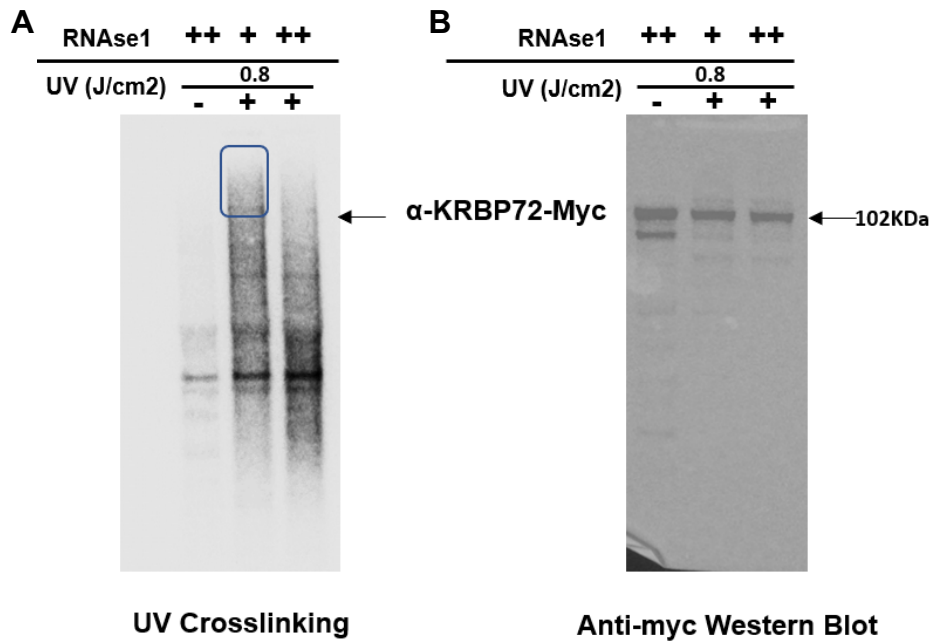 A
RNAse1 ++ + ++
0.8
UV (J/cm2)
- + +
B
RNAse1 ++ + ++
0.8
UV (J/cm2)
- + +
α-KRBP72-Myc
102KDa
UV Crosslinking
Anti-myc Western Blot